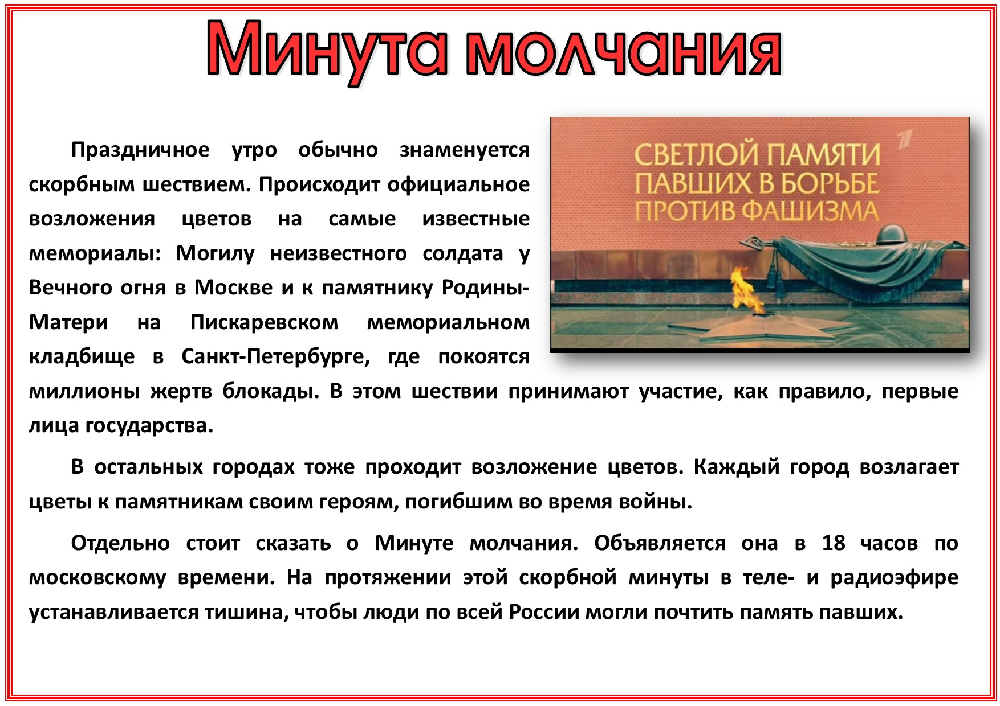 Минута молчания
СВЕТЛОЙ ПАМЯТИ
ПАВШИХ В БОРЬБЕ
ПРОТИВ ФАШИЗМА
Праздничное утро обычно знаменуется
скорбным шествием. Происходит официальное
возложения цветов на самые известные
мемориалы: Могилу неизвестного солдата у
Вечного огня в Москве и к памятнику Родины-
Матери на Пискаревском мемориальном
кладбище в Санкт-Петербурге, где покоятся
миллионы жертв блокады. В этом шествии принимают участие, как правило, первые
лица государства.
В остальных городах тоже проходит возложение цветов. Каждый город возлагает
цветы к памятникам своим героям, погибшим во время войны.
Отдельно стоит сказать о Минуте молчания. Объявляется она в 18 часов по
московскому времени. На протяжении этой скорбной минуты в теле- и радиоэфире
устанавливается тишина, чтобы люди по всей России могли почтить память павших.